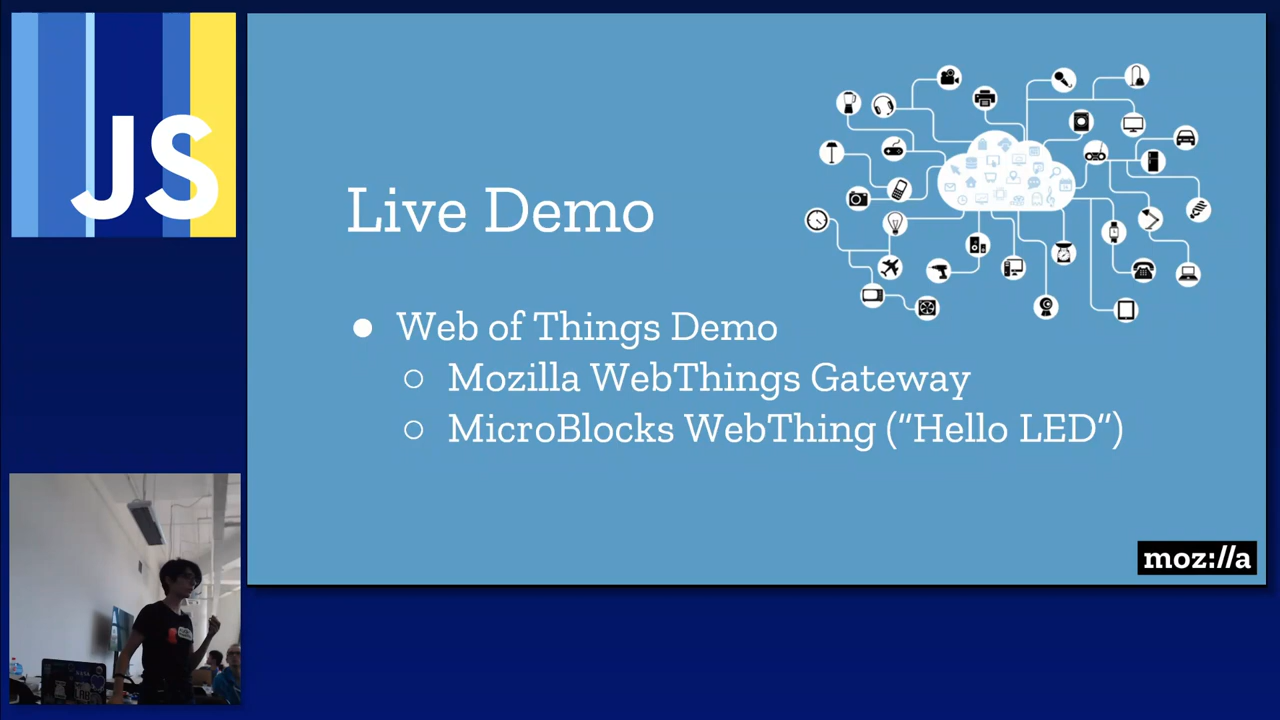 JS
Live Demo
● Web of Things Demo
○ Mozilla WebThings Gateway
○ MicroBlocks WebThing (“Hello LED”)
moz://a